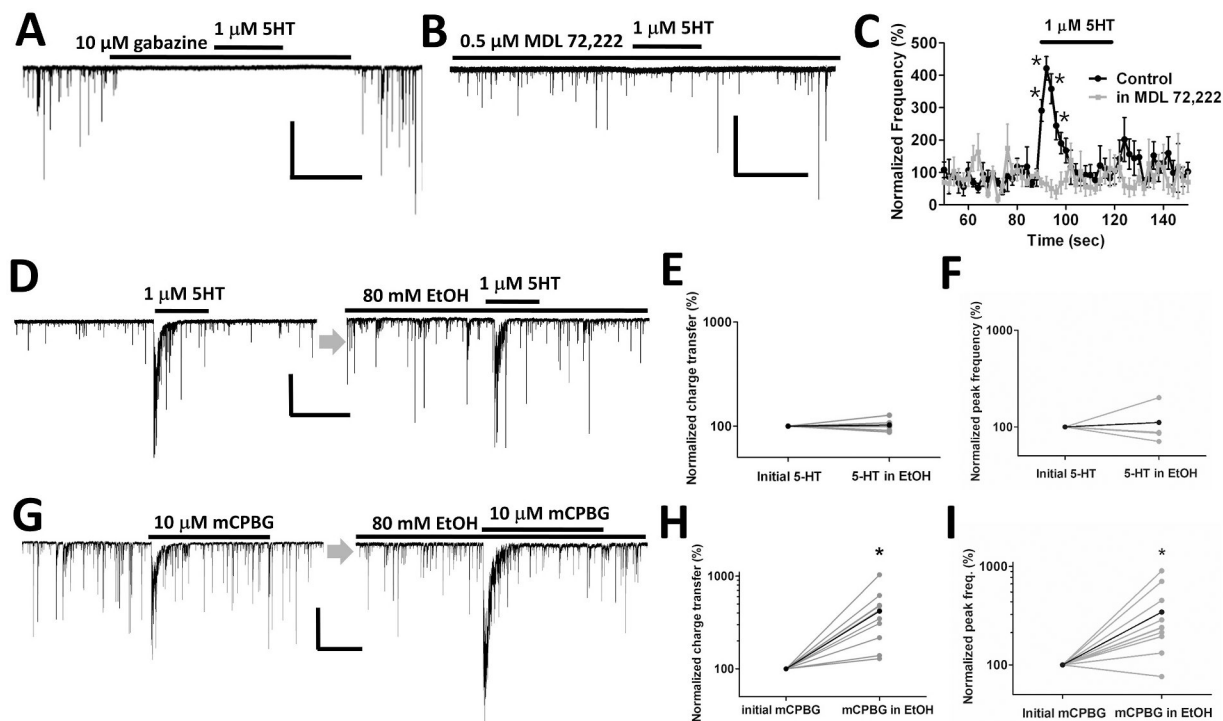 A
10 μM gabazine
1 μM 5HT
B
0.5 μM MDL 72,222
1 μM 5HT
C
1 μM 5HT
Normalized Frequency (%)
500
400
300
200
100
0
60
80
100
120
140
Time (sec)
Control
in MDL 72,222
*
*
*
*
*
D
1 μM 5HT
80 mM EtOH
1 μM 5HT
E
Normalized charge transfer (%)
1000
100
Initial 5-HT
5-HT in EtOH
F
Normalized peak frequency (%)
1000
100
Initial 5-HT
5-HT in EtOH
G
10 μM mCPBG
80 mM EtOH
10 μM mCPBG
H
Normalized charge transfer (%)
1000
100
*
initial mCPBG
mCPBG in EtOH
I
Normalized peak freq. (%)
1000
100
*
Initial mCPBG
mCPBG in EtOH